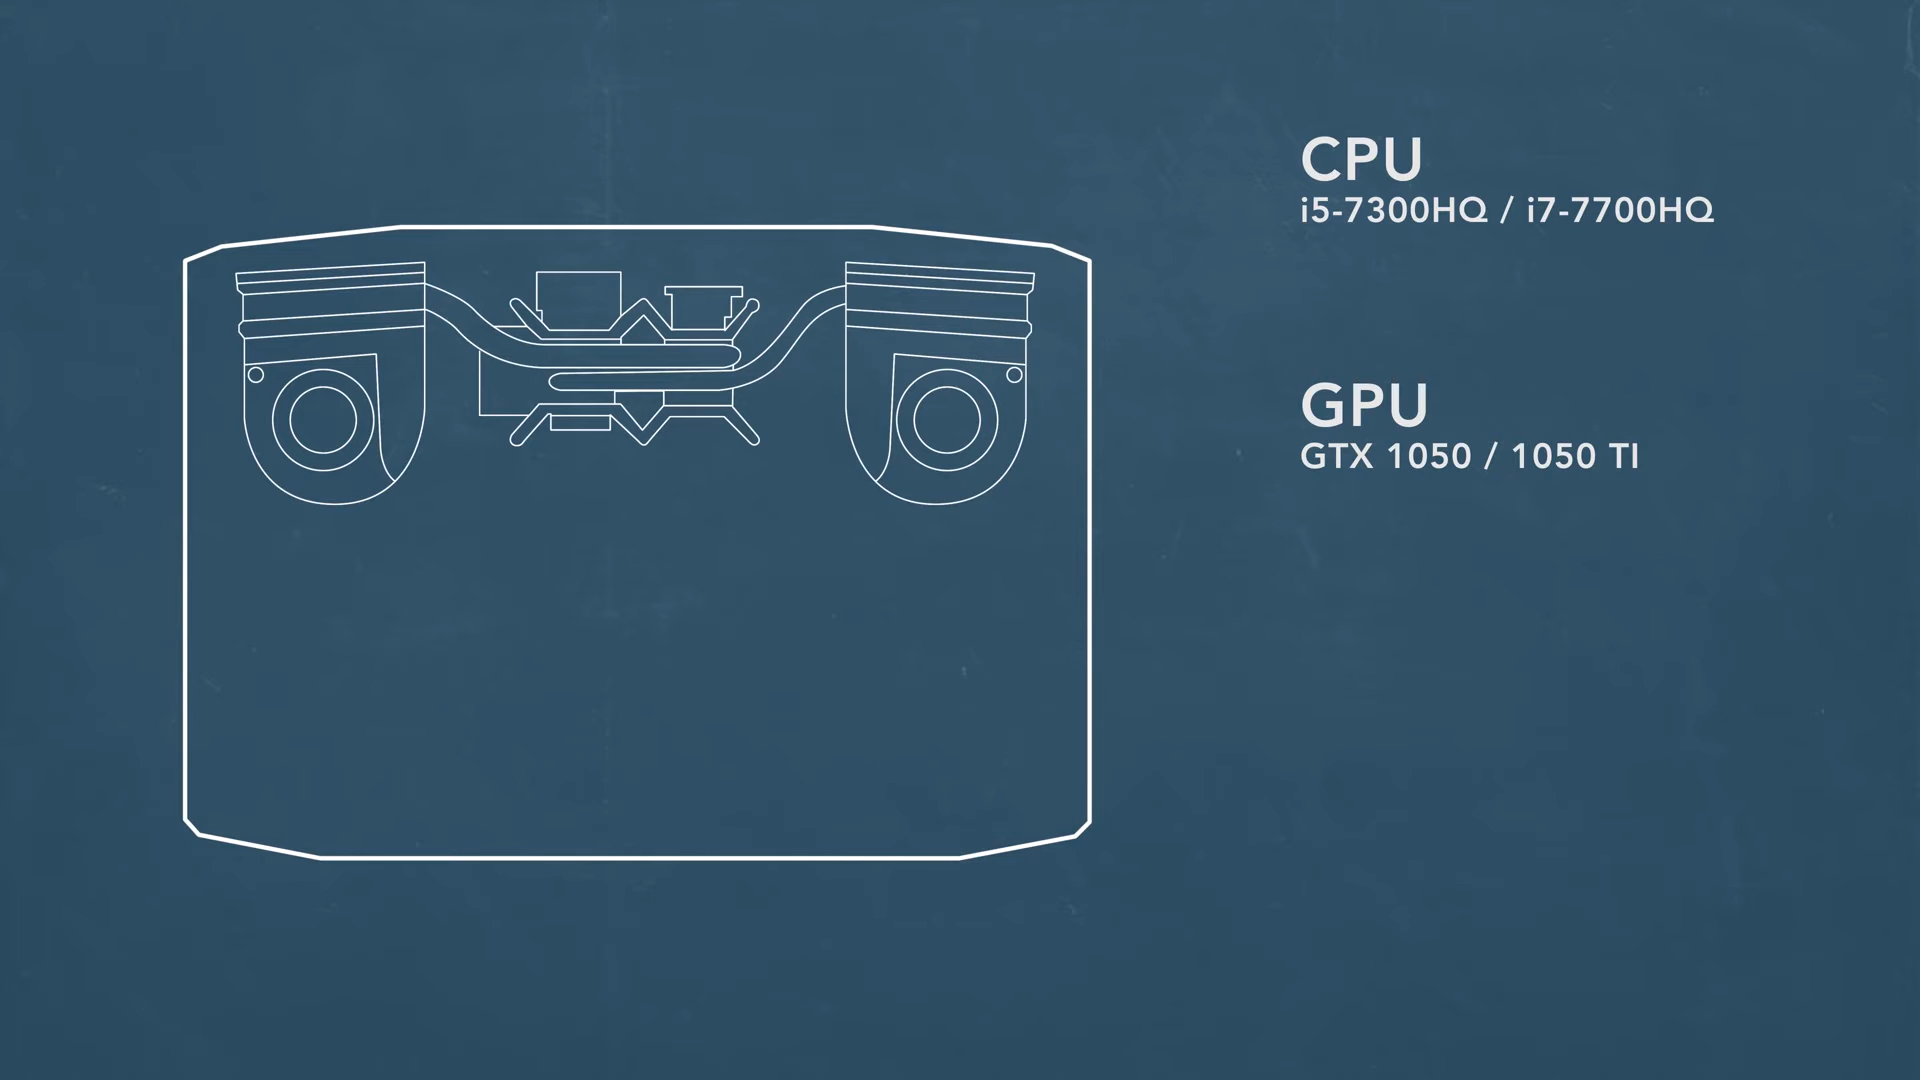 CPU
i5-7300HQ / i7-7700HQ
GPU
GTX 1050 / 1050 TI